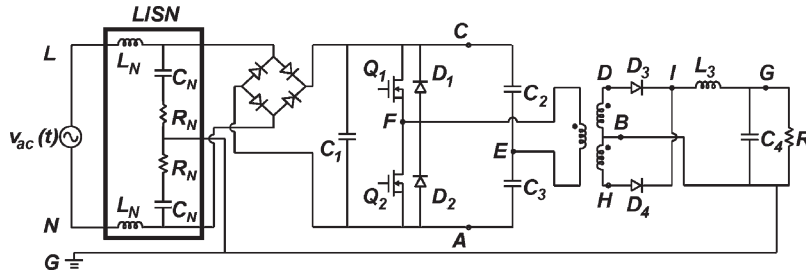 LISN
L
L_N
C_N
R_N
v_ac(t)
R_N
C_N
L_N
N
G
C_1
Q_1
D_1
F
Q_2
D_2
C
C_2
E
C_3
A
D
D_3
I
L_3
G
B
C_4
R
H
D_4